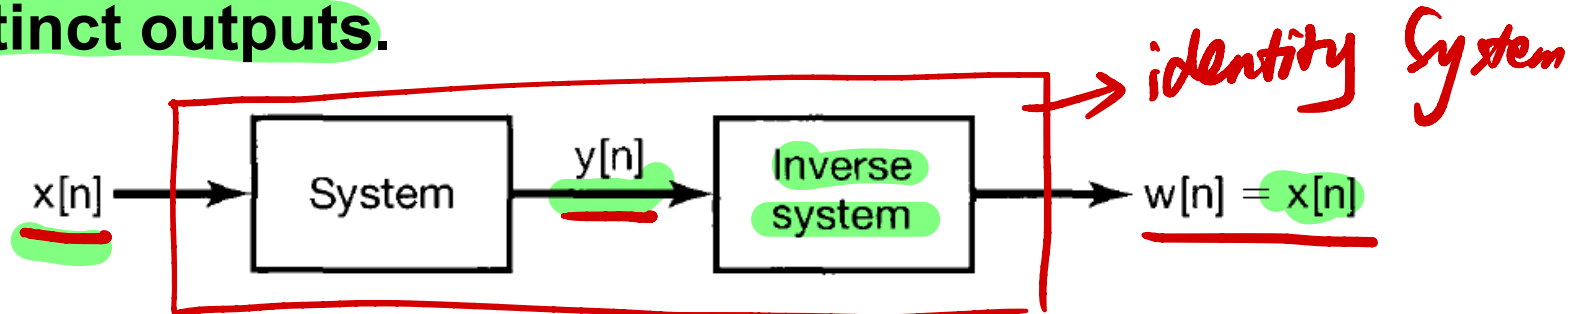 tinct outputs.
identity System
x[n]
System
y[n]
Inverse
system
w[n] = x[n]